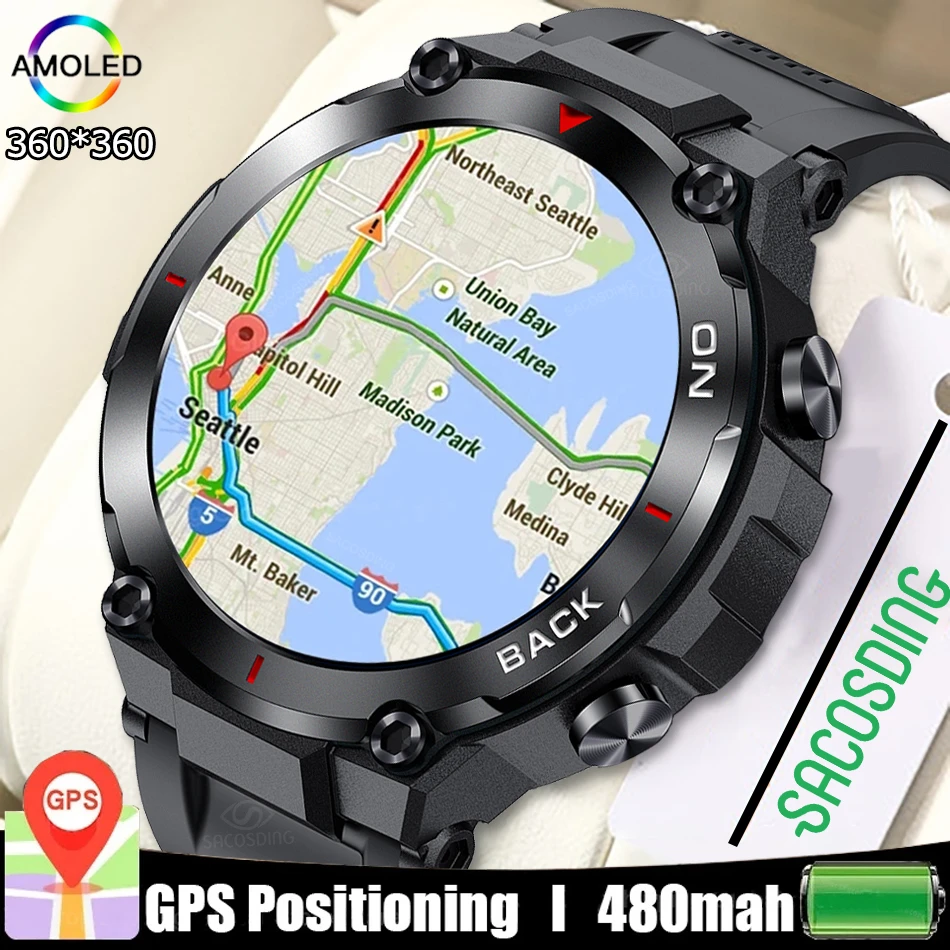 AMOLED
360*360
Northeast Seattle
Union Bay
Natural Area
Anne
apitol Hill
Madison Park
Seattle
Clyde Hil
Medina
B
5
90
Mt. Baker
ON
BACK
SACOSDING
SACOSDING
GPS
GPS Positioning I 480mah